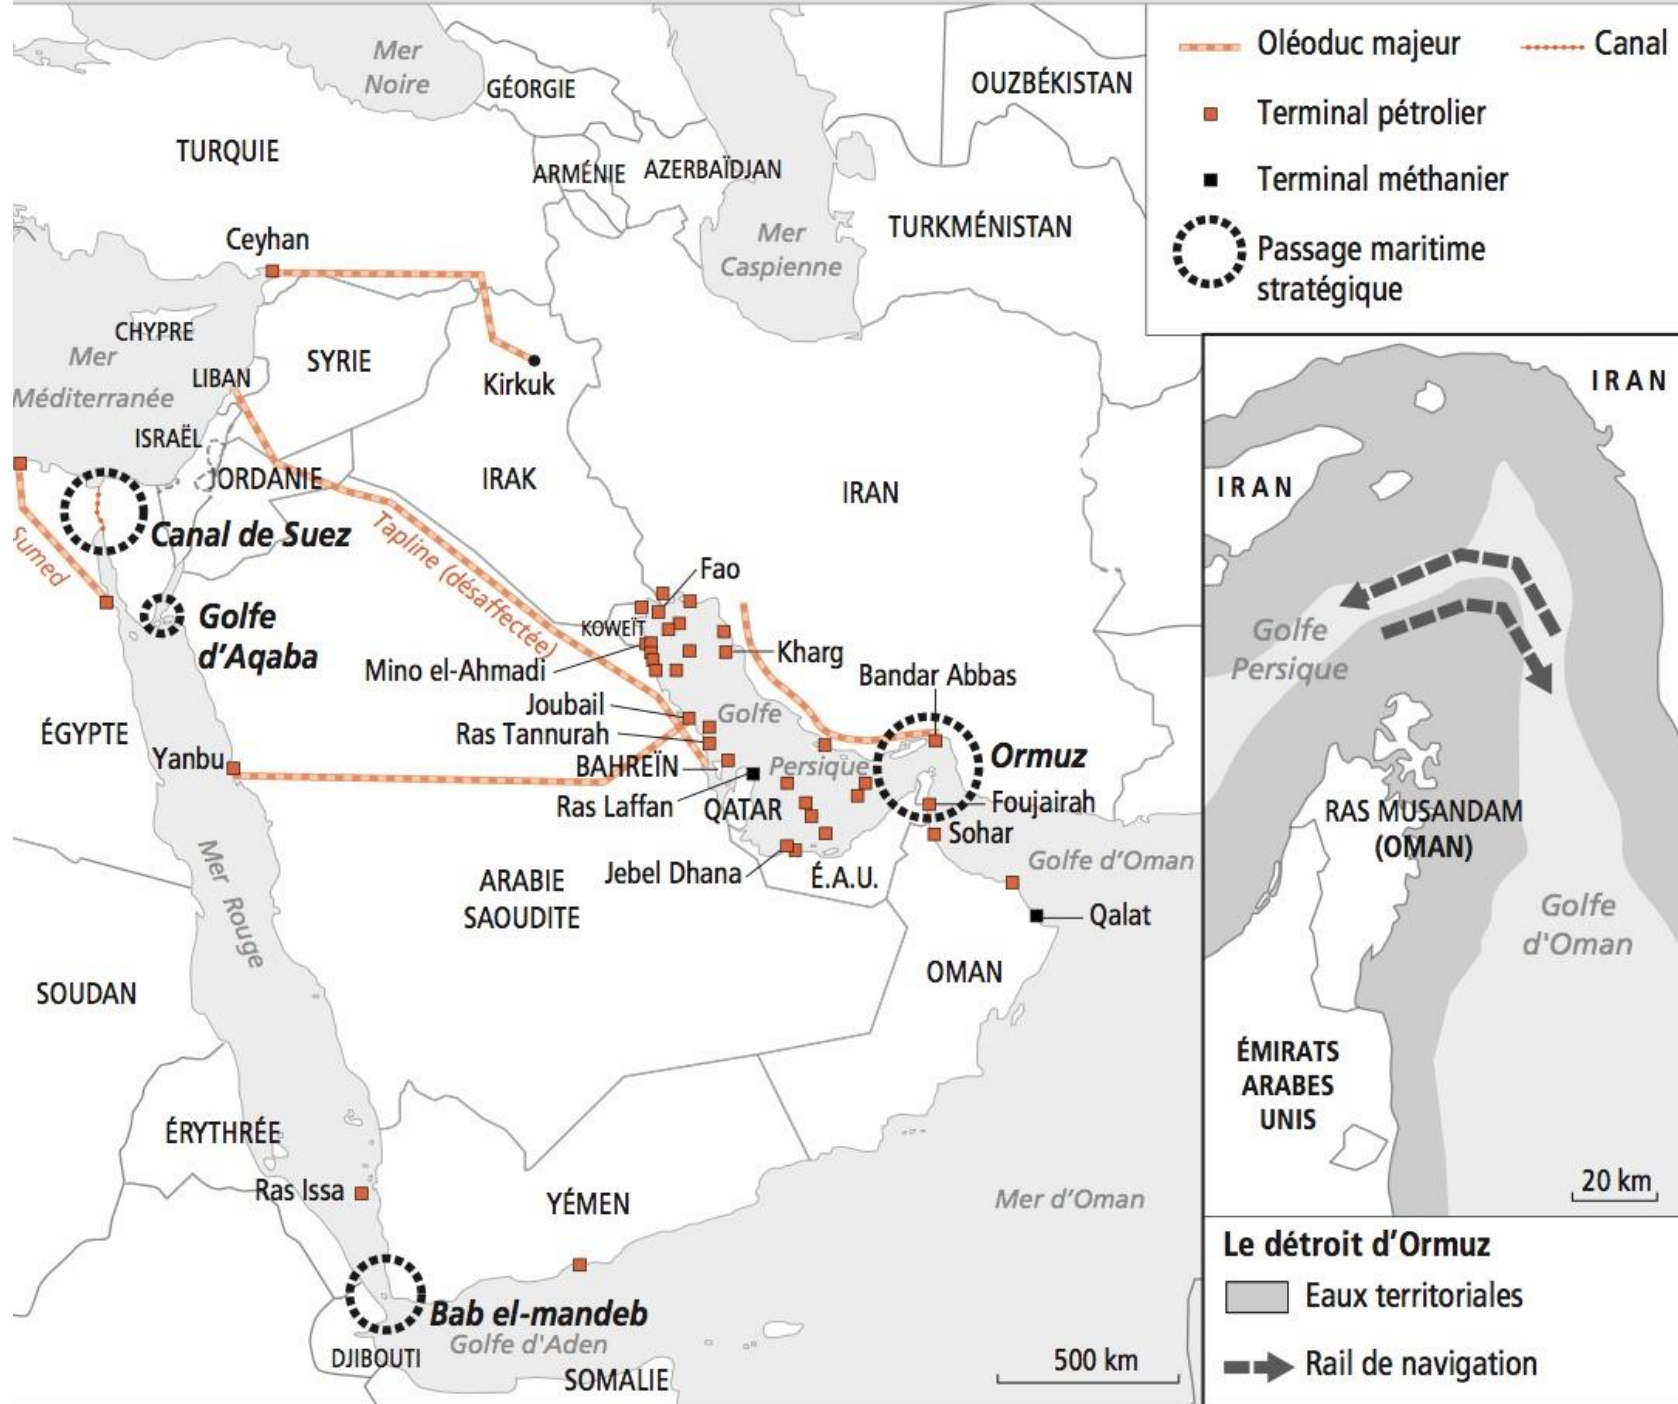 Oléoduc majeur
Canal
Terminal pétrolier
Terminal méthanier
Passage maritime
stratégique
Mer
Noire
GÉORGIE
OUZBÉKISTAN
TURQUIE
ARMÉNIE
AZERBAÏDJAN
TURKMÉNISTAN
Mer
Caspienne
Ceyhan
CHYPRE
Mer
Méditerranée
SYRIE
LIBAN
Kirkuk
ISRAËL
JORDANIE
IRAK
IRAN
Canal de Suez
Sumed
Tapline (désaffectée)
Golfe
d'Aqaba
Fao
KOWEÏT
Mino el-Ahmadi
Kharg
Bandar Abbas
Joubail
Ras Tannurah
BAHREÏN
Golfe
Persique
Ormuz
ÉGYPTE
Yanbu
Ras Laffan
QATAR
Foujairah
Sohar
Jebel Dhana
É.A.U.
Golfe d'Oman
Mer Rouge
ARABIE
SAOUDITE
Qalat
OMAN
SOUDAN
ÉRYTHRÉE
Ras Issa
YÉMEN
Mer d'Oman
Bab el-mandeb
Golfe d'Aden
DJIBOUTI
SOMALIE
500 km
IRAN
IRAN
Golfe
Persique
RAS MUSANDAM
(OMAN)
Golfe
d'Oman
ÉMIRATS
ARABES
UNIS
20 km
Le détroit d'Ormuz
Eaux territoriales
Rail de navigation